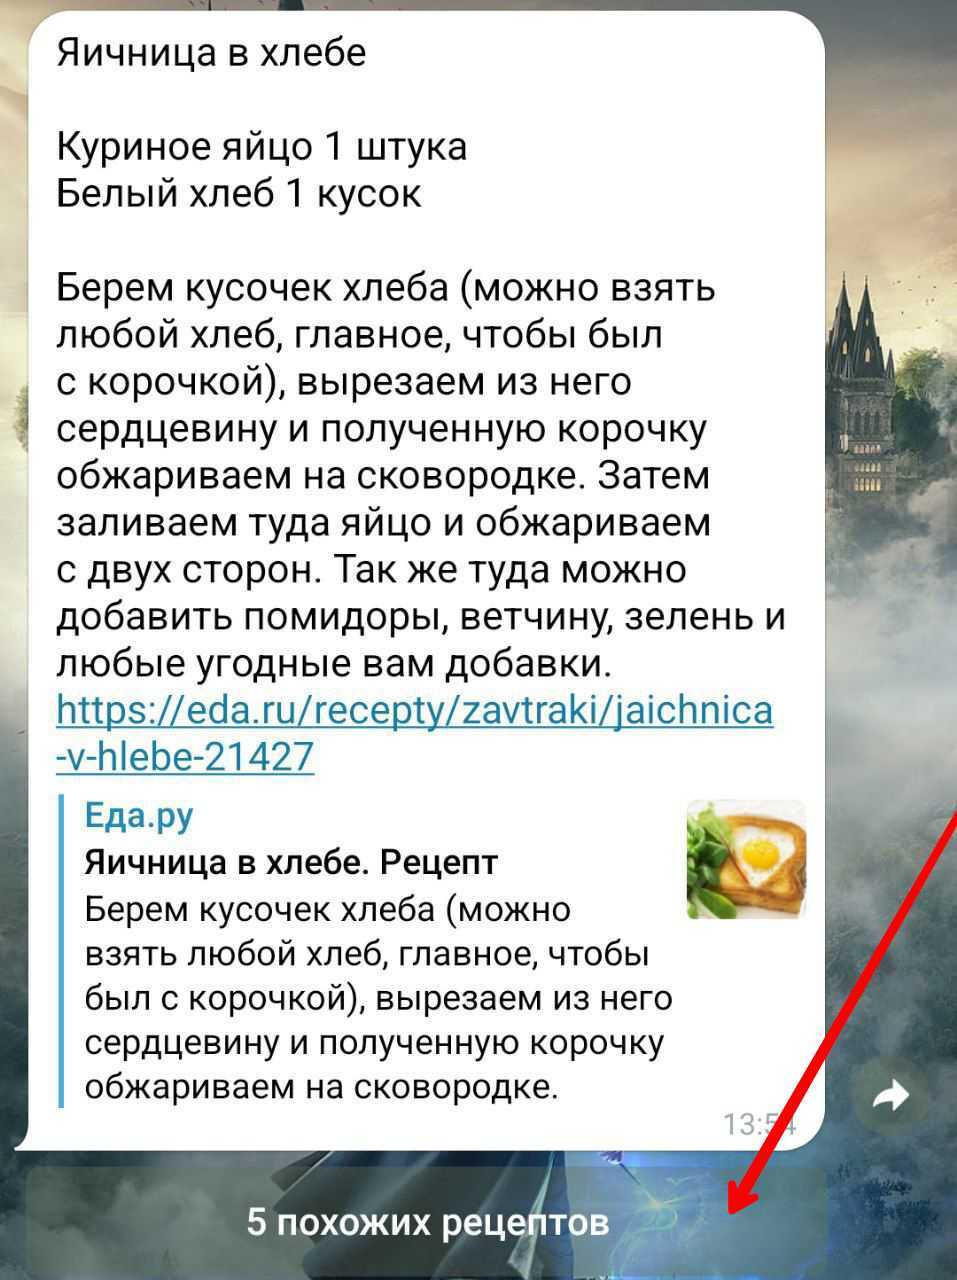 Яичница в хлебе
Куриное яйцо 1 штука
Белый хлеб 1 кусок
Берем кусочек хлеба (можно взять
любой хлеб, главное, чтобы был
с корочкой), вырезаем из него
сердцевину и полученную корочку
обжариваем на сковородке. Затем
заливаем туда яйцо и обжариваем
с двух сторон. Так же туда можно
добавить помидоры, ветчину, зелень и
любые угодные вам добавки.
https://eda.ru/recepty/zavtraki/jaichnica
-v-hlebe-21427
Еда.ру
Яичница в хлебе. Рецепт
Берем кусочек хлеба (можно
взять любой хлеб, главное, чтобы
был с корочкой), вырезаем из него
сердцевину и полученную корочку
обжариваем на сковородке.
13:54
5 похожих рецептов